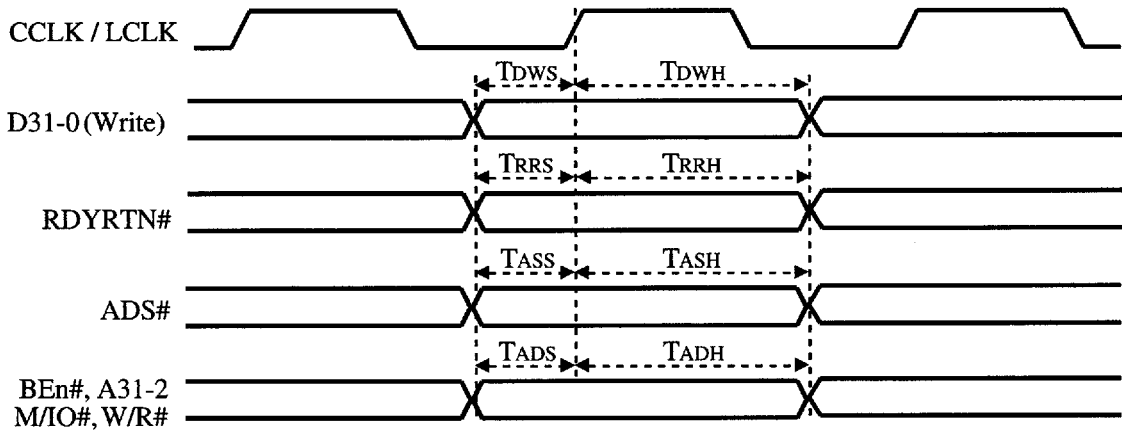 CCLK / LCLK
TDWS TDWH
D31-0 (Write)
TRRS TRRH
RDYRTN#
TASS TASH
ADS#
TADS TADH
BEn#, A31-2
M/IO#, W/R#